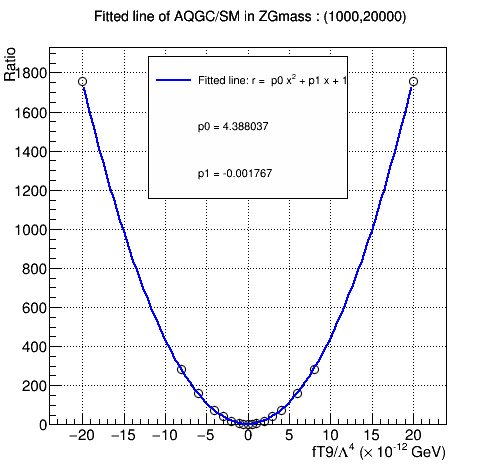 Fitted line of AQGC/SM in ZGmass : (1000,20000)
Ratio
Fitted line: r = p0 x² + p1 x + 1
p0 = 4.388037
p1 = -0.001767
1800
1600
1400
1200
1000
800
600
400
200
0
−20 −15 −10 −5 0 5 10 15 20
fT9/Λ⁴ (× 10⁻¹² GeV)